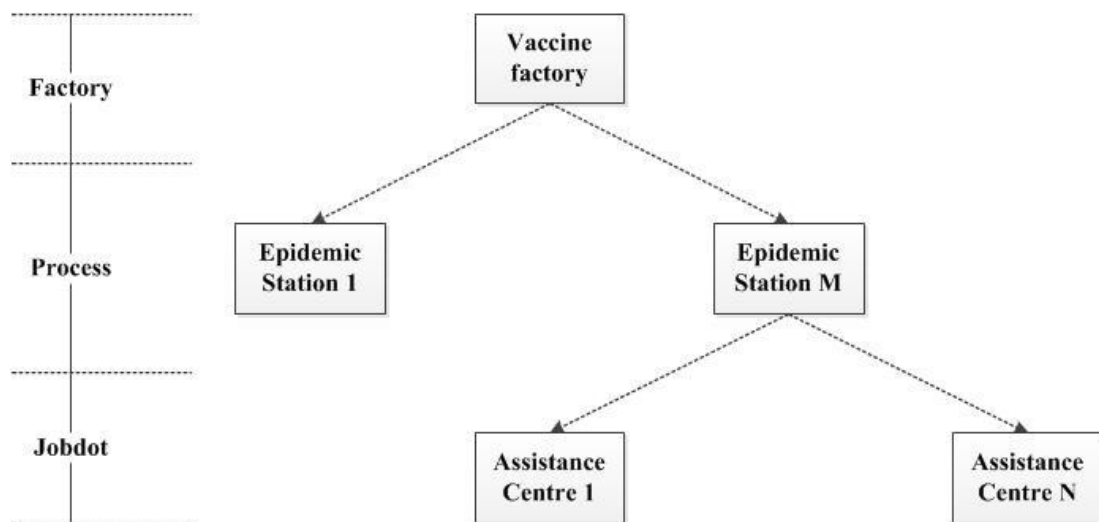 Vaccine
factory
Factory
Epidemic
Station 1
Epidemic
Station M
Process
Assistance
Centre 1
Assistance
Centre N
Jobdot